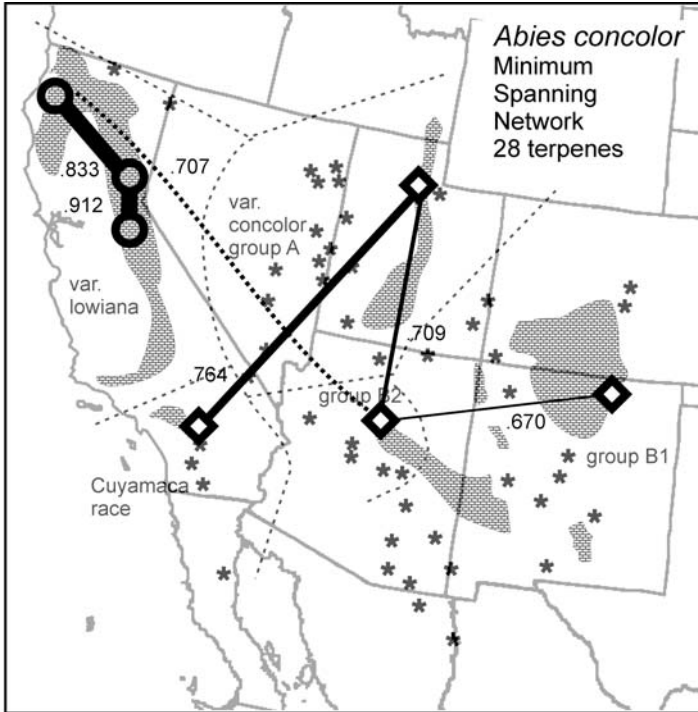 Abies concolor
Minimum
Spanning
Network
28 terpenes
.833
.707
.912
var.
concolor
group A
var.
lowiana
.709
.764
group B2
.670
group B1
Cuyamaca
race